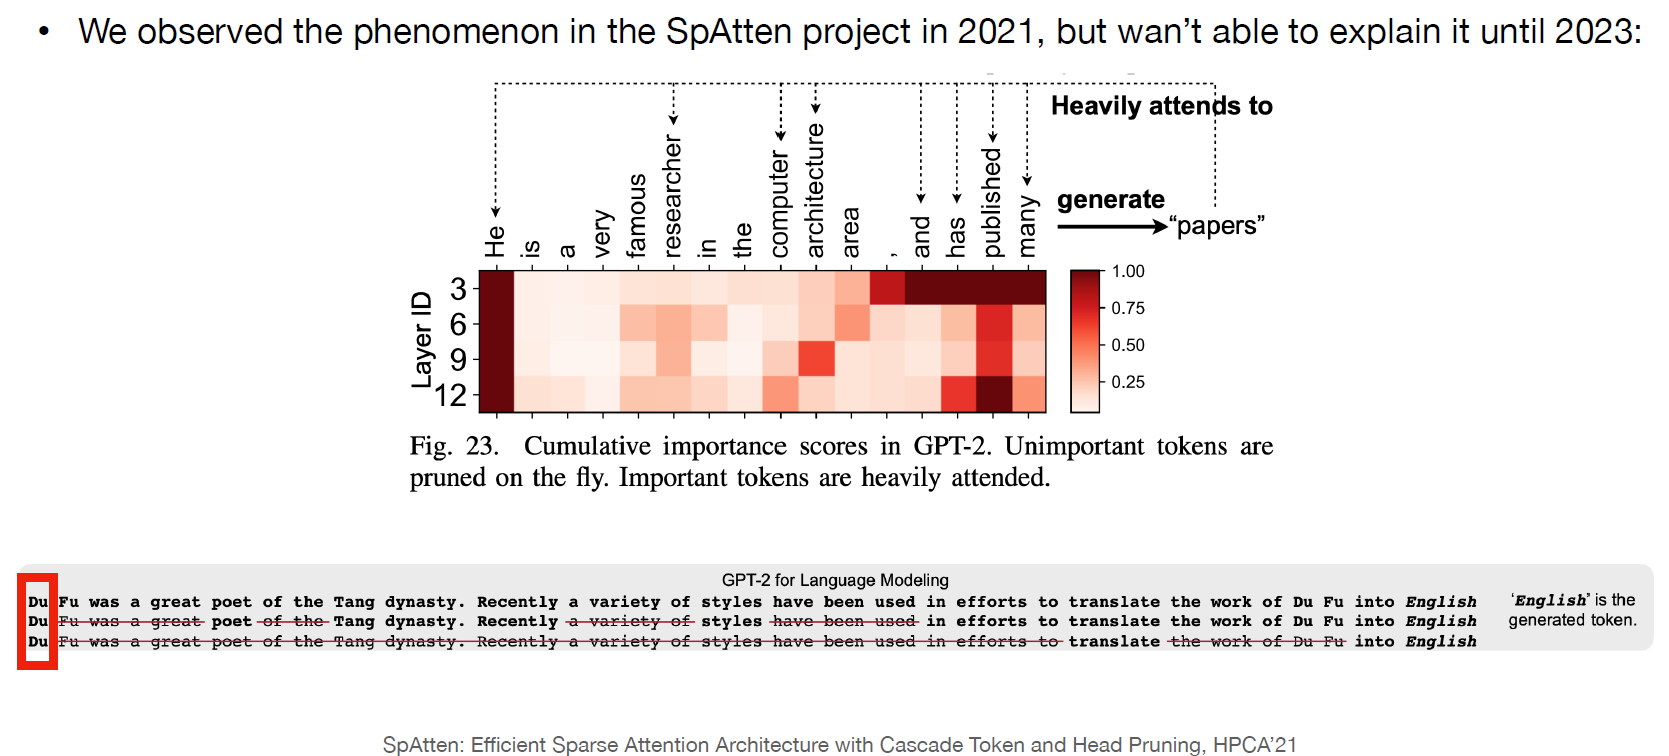 • We observed the phenomenon in the SpAtten project in 2021, but wan't able to explain it until 2023:
Heavily attends to
He is a very famous researcher in the computer architecture area , and has published many
generate
“papers”
Layer ID
3
6
9
12
1.00
0.75
0.50
0.25
Fig. 23. Cumulative importance scores in GPT-2. Unimportant tokens are
pruned on the fly. Important tokens are heavily attended.
GPT-2 for Language Modeling
Du Fu was a great poet of the Tang dynasty. Recently a variety of styles have been used in efforts to translate the work of Du Fu into English
Du Fu was a great poet of the Tang dynasty. Recently a variety of styles have been used in efforts to translate the work of Du Fu into English
Du Fu was a great poet of the Tang dynasty. Recently a variety of styles have been used in efforts to translate the work of Du Fu into English
‘English’ is the
generated token.
SpAtten: Efficient Sparse Attention Architecture with Cascade Token and Head Pruning, HPCA’21